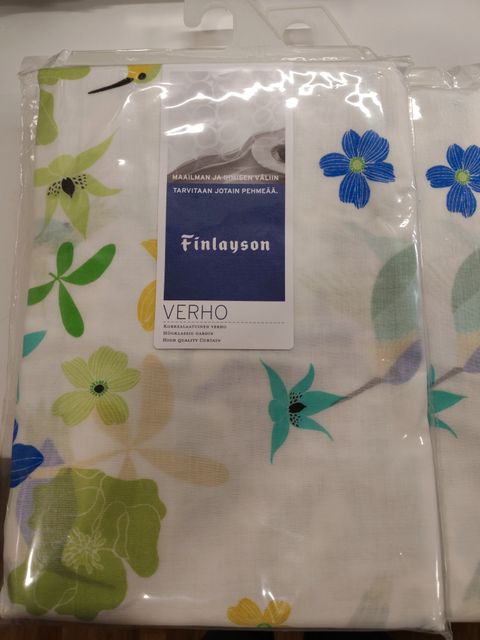 MAAILMAN JA IHMISEN VÄLIIN
TARVITAAN JOTAIN PEHMEÄÄ.
Finlayson
VERHO
Korkealaatuinen verho
Högklassig gardin
High Quality Curtain